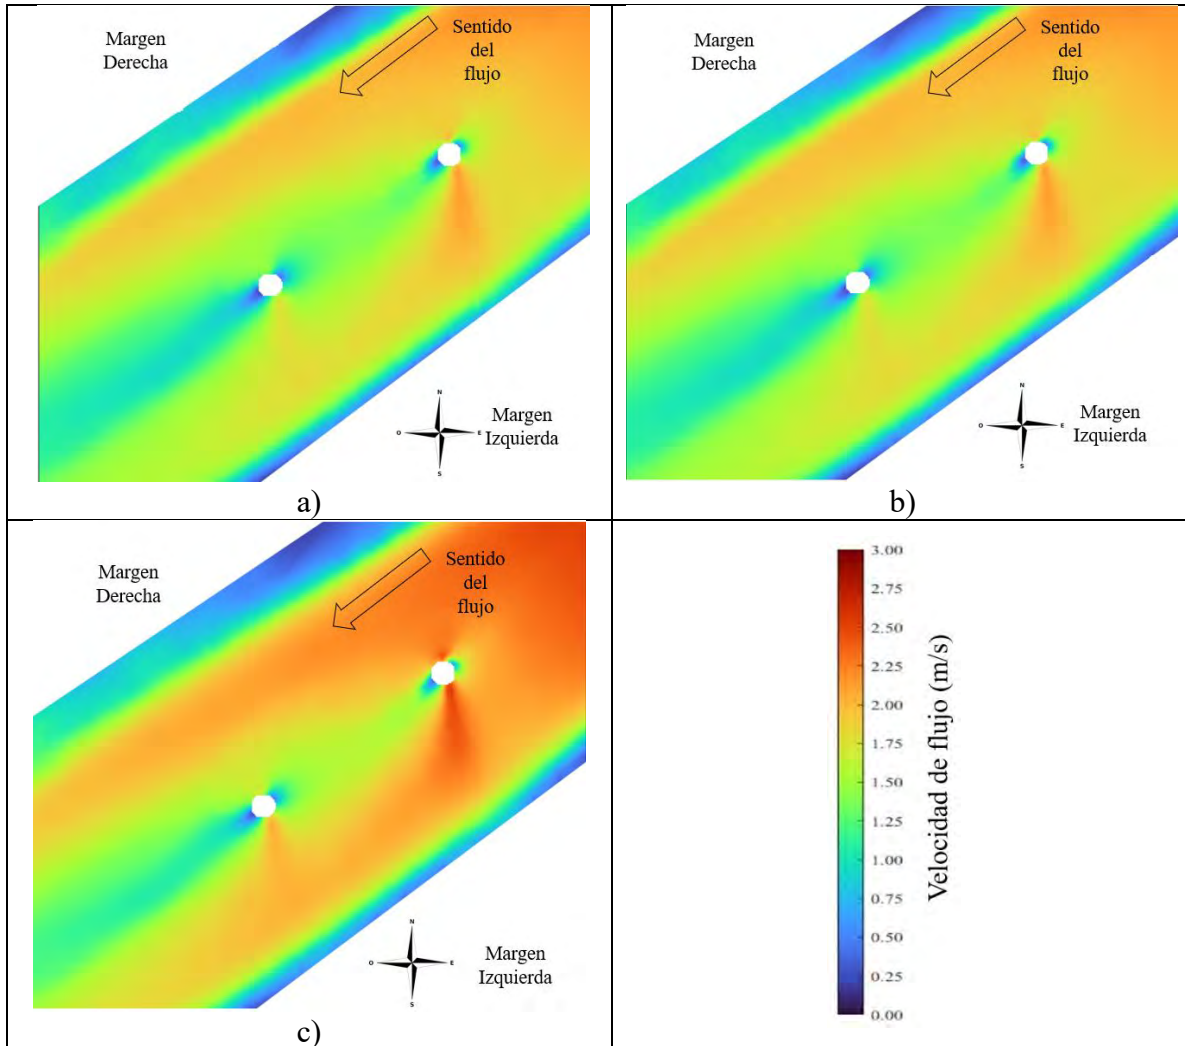 Margen
Derecha
Sentido
del
flujo
N
O
E
S
Margen
Izquierda
a)
Margen
Derecha
Sentido
del
flujo
N
O
E
S
Margen
Izquierda
b)
Margen
Derecha
Sentido
del
flujo
N
O
E
S
Margen
Izquierda
c)
3.00
2.75
2.50
2.25
2.00
1.75
1.50
1.25
1.00
0.75
0.50
0.25
0.00
Velocidad de flujo (m/s)